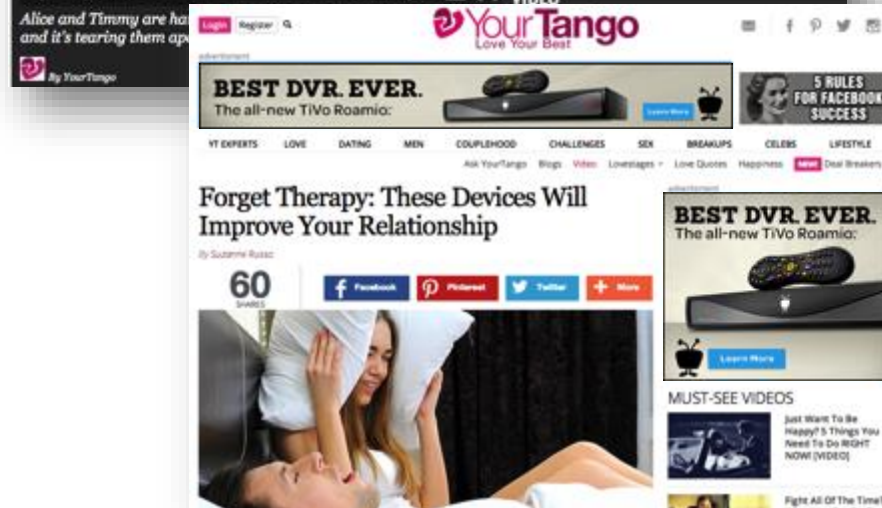 VIDEO
Alice and Timmy are
and it's tearing them
By YourTango
Login Register
YourTango
Love Your Best
advertisement
BEST DVR. EVER.
The all-new TiVo Roamio:
Learn More
5 RULES
FOR FACEBOOK
SUCCESS
YT EXPERTS LOVE DATING MEN COUPLEHOOD CHALLENGES SEX BREAKUPS CELEBS LIFESTYLE
Ask YourTango Blogs Video Lovestages Love Quotes Happiness NEW! Deal Breakers
Forget Therapy: These Devices Will
Improve Your Relationship
By Suzanne Russo
60
SHARES
Facebook
Pinterest
Twitter
More
advertisement
BEST DVR. EVER.
The all-new TiVo Roamio:
Learn More
MUST-SEE VIDEOS
Just Want To Be
Happy? 5 Things You
Need To Do RIGHT
NOW! [VIDEO]
Fight All Of The Time?